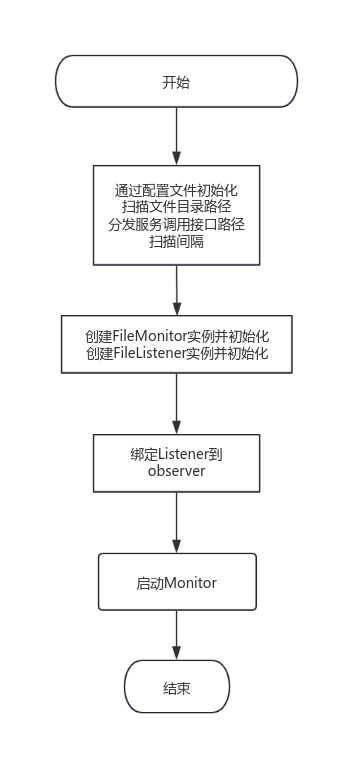 开始
通过配置文件初始化
扫描文件目录路径
分发服务调用接口路径
扫描间隔
创建FileMonitor实例并初始化
创建FileListener实例并初始化
绑定Listener到
observer
启动Monitor
结束